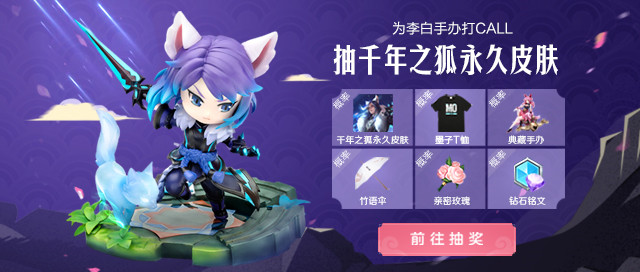 为李白手办打CALL
抽千年之狐永久皮肤
概率
概率
概率
千年之狐永久皮肤
墨子T恤
典藏手办
MO
概率
概率
概率
竹语伞
亲密玫瑰
钻石铭文
前往抽奖